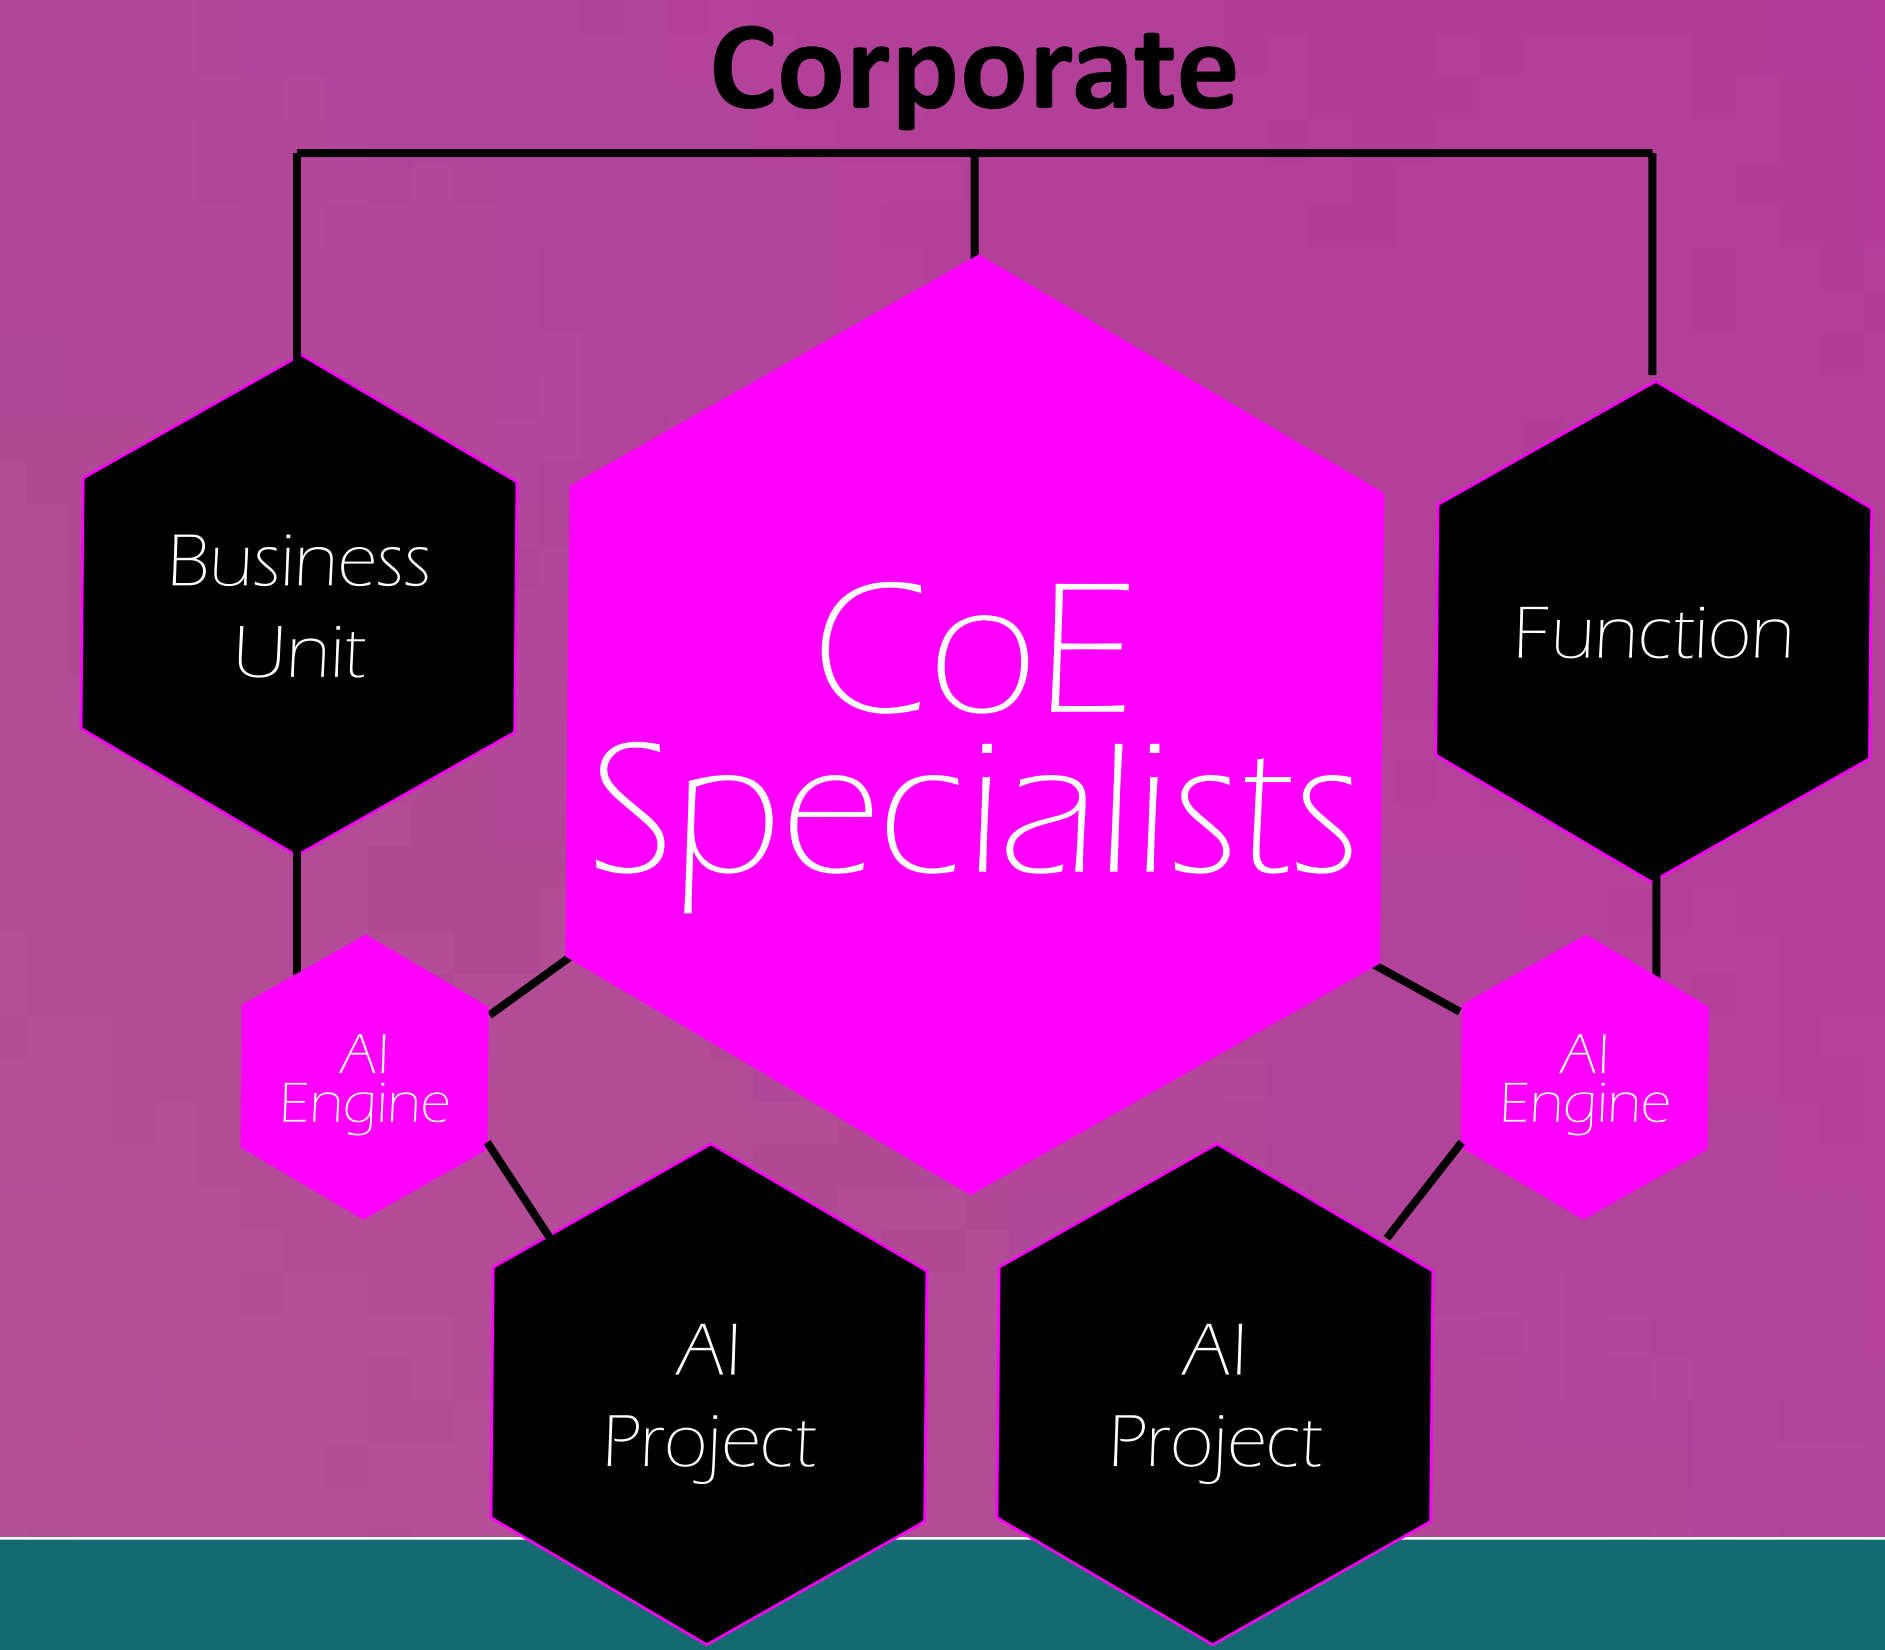 Corporate
Business
Unit
CoE
Specialists
Function
AI
Engine
AI
Engine
AI
Project
AI
Project